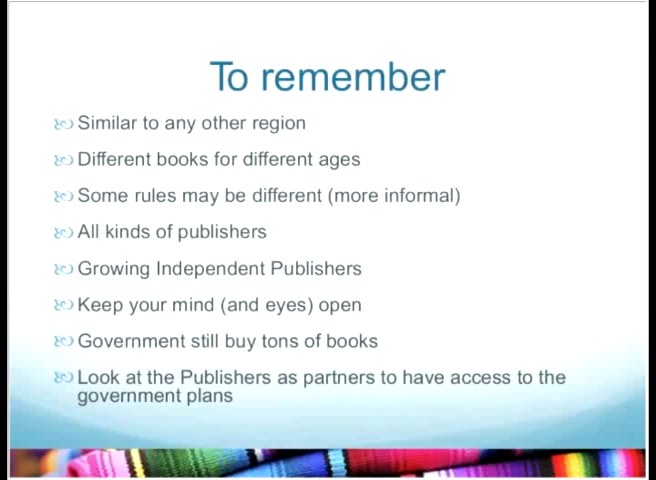 To remember
Similar to any other region
Different books for different ages
Some rules may be different (more informal)
All kinds of publishers
Growing Independent Publishers
Keep your mind (and eyes) open
Government still buy tons of books
Look at the Publishers as partners to have access to the
government plans